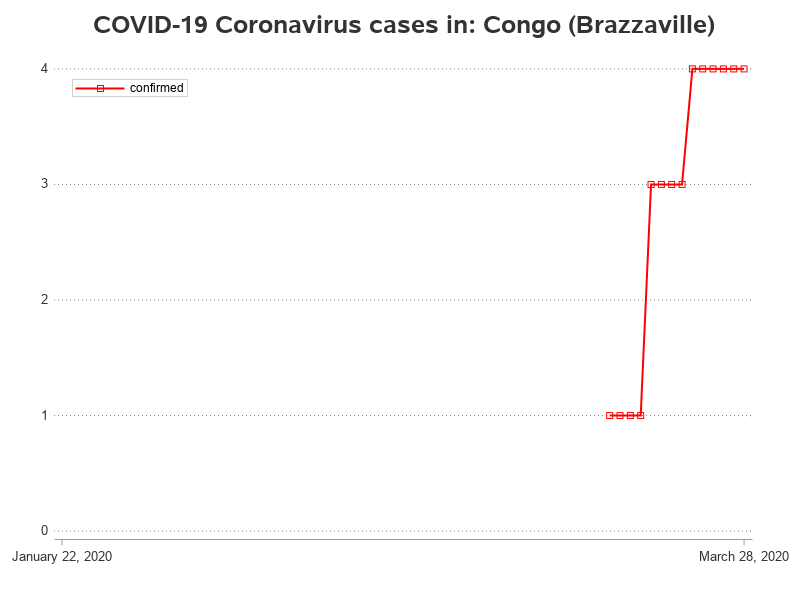 COVID-19 Coronavirus cases in: Congo (Brazzaville)
4
confirmed
3
2
1
0
January 22, 2020
March 28, 2020